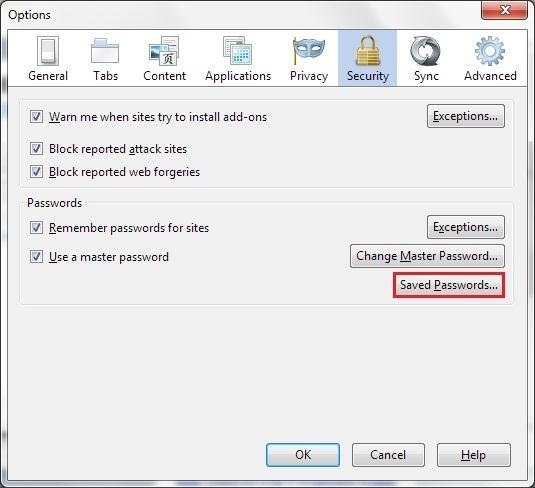 Options
General Tabs Content Applications Privacy Security Sync Advanced
Warn me when sites try to install add-ons Exceptions...
Block reported attack sites
Block reported web forgeries
Passwords
Remember passwords for sites Exceptions...
Use a master password Change Master Password...
Saved Passwords...
OK Cancel Help